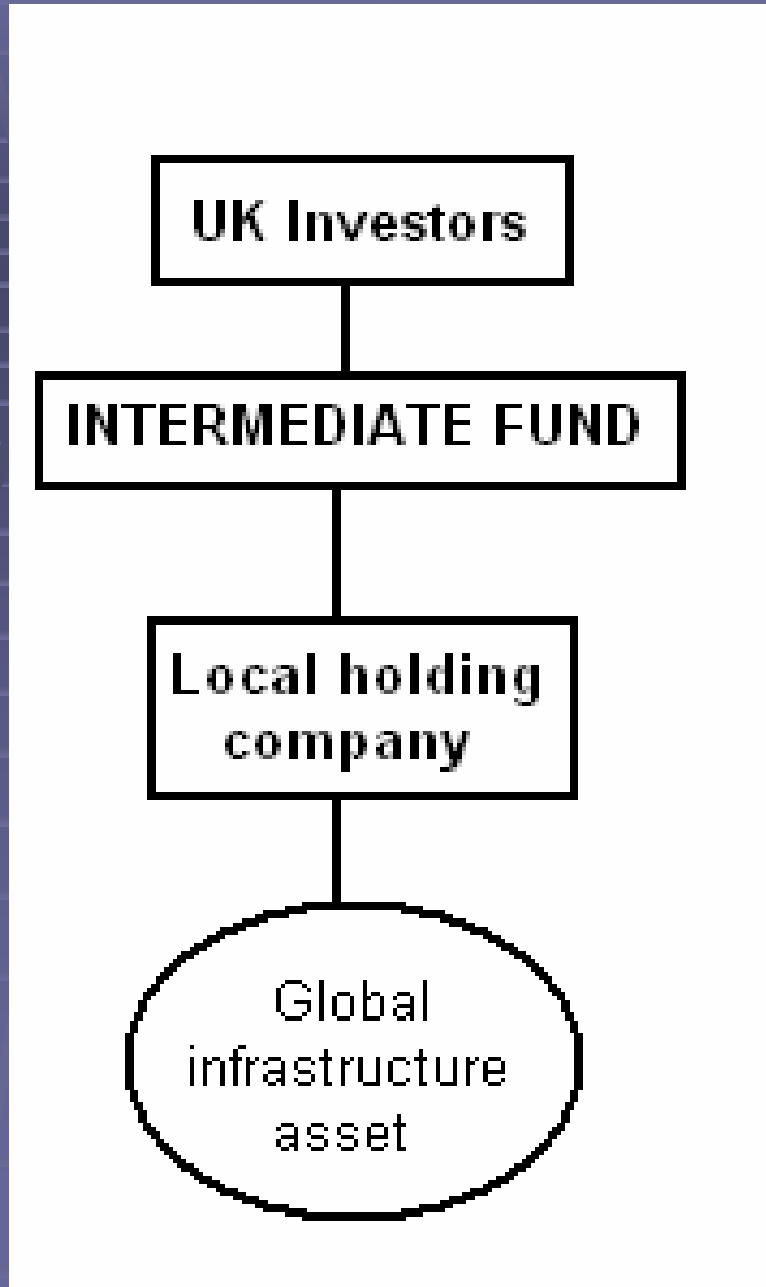 UK Investors
INTERMEDIATE FUND
Local holding
company
Global
infrastructure
asset